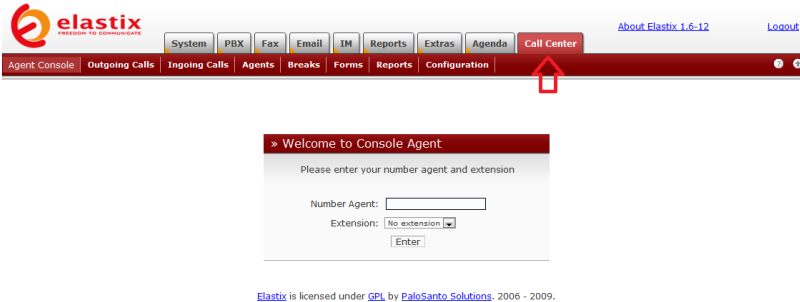 elastix
FREEDOM TO COMMUNICATE
About Elastix 1.6-12 Logout
System PBX Fax Email IM Reports Extras Agenda Call Center
Agent Console Outgoing Calls Ingoing Calls Agents Breaks Forms Reports Configuration
» Welcome to Console Agent
Please enter your number agent and extension
Number Agent:
Extension: No extension
Enter
Elastix is licensed under GPL by PaloSanto Solutions. 2006 - 2009.